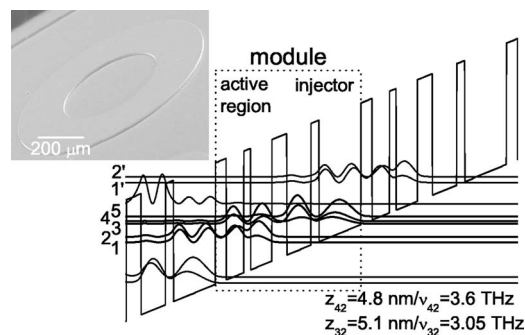 module
active
region
injector
200 μm
2'
1'
5
4
3
2
1
z42=4.8 nm/ν42=3.6 THz
z32=5.1 nm/ν32=3.05 THz